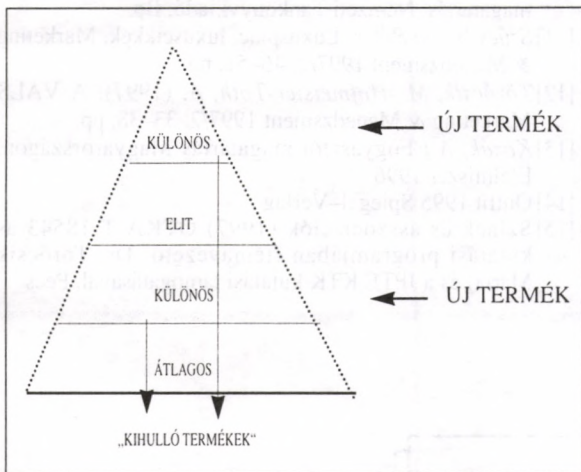 KÜLÖNÖS
ÚJ TERMÉK
ELIT
KÜLÖNÖS
ÚJ TERMÉK
ÁTLAGOS
„KIHULLÓ TERMÉKEK“